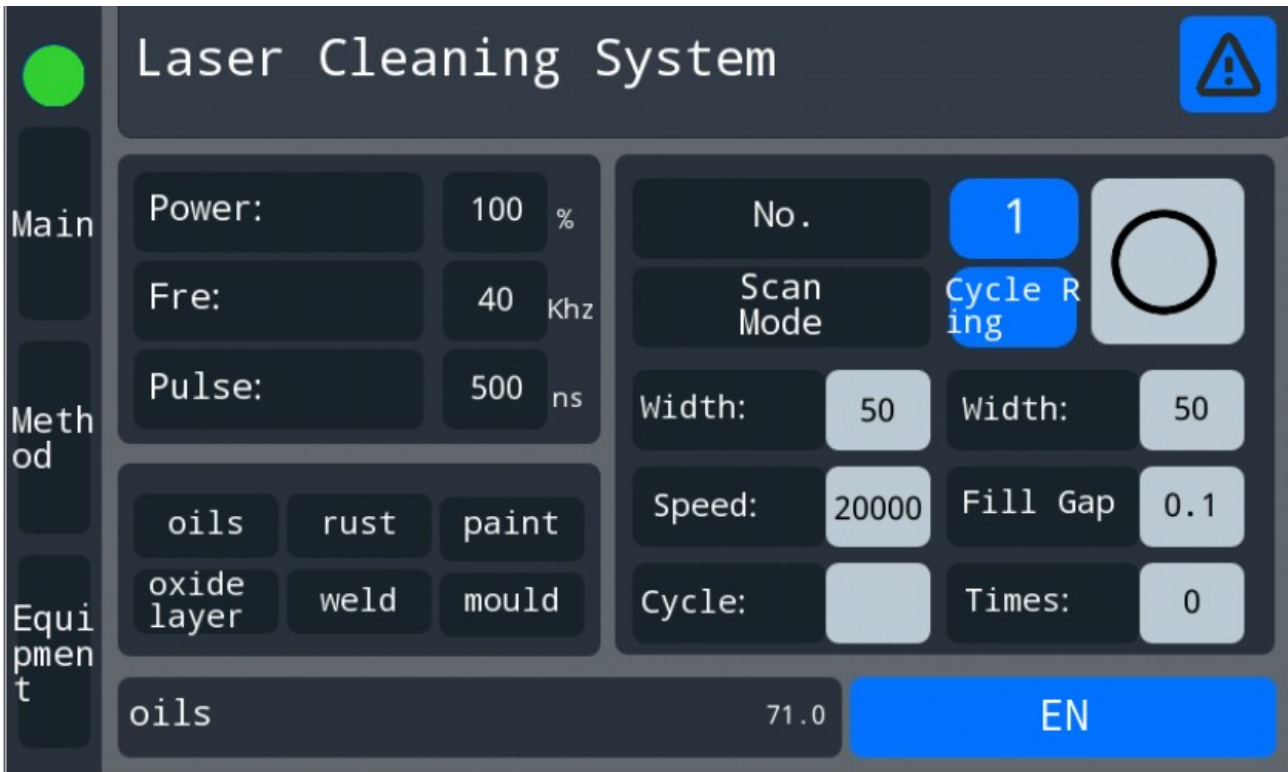 Laser Cleaning System
Main
Meth
od
Equi
pmen
t
Power: 100 %
Fre: 40 Khz
Pulse: 500 ns
oils rust paint
oxide
layer
weld mould
No. 1
Scan
Mode
Cycle R
ing
Width: 50 Width: 50
Speed: 20000 Fill Gap 0.1
Cycle: Times: 0
oils 71.0
EN